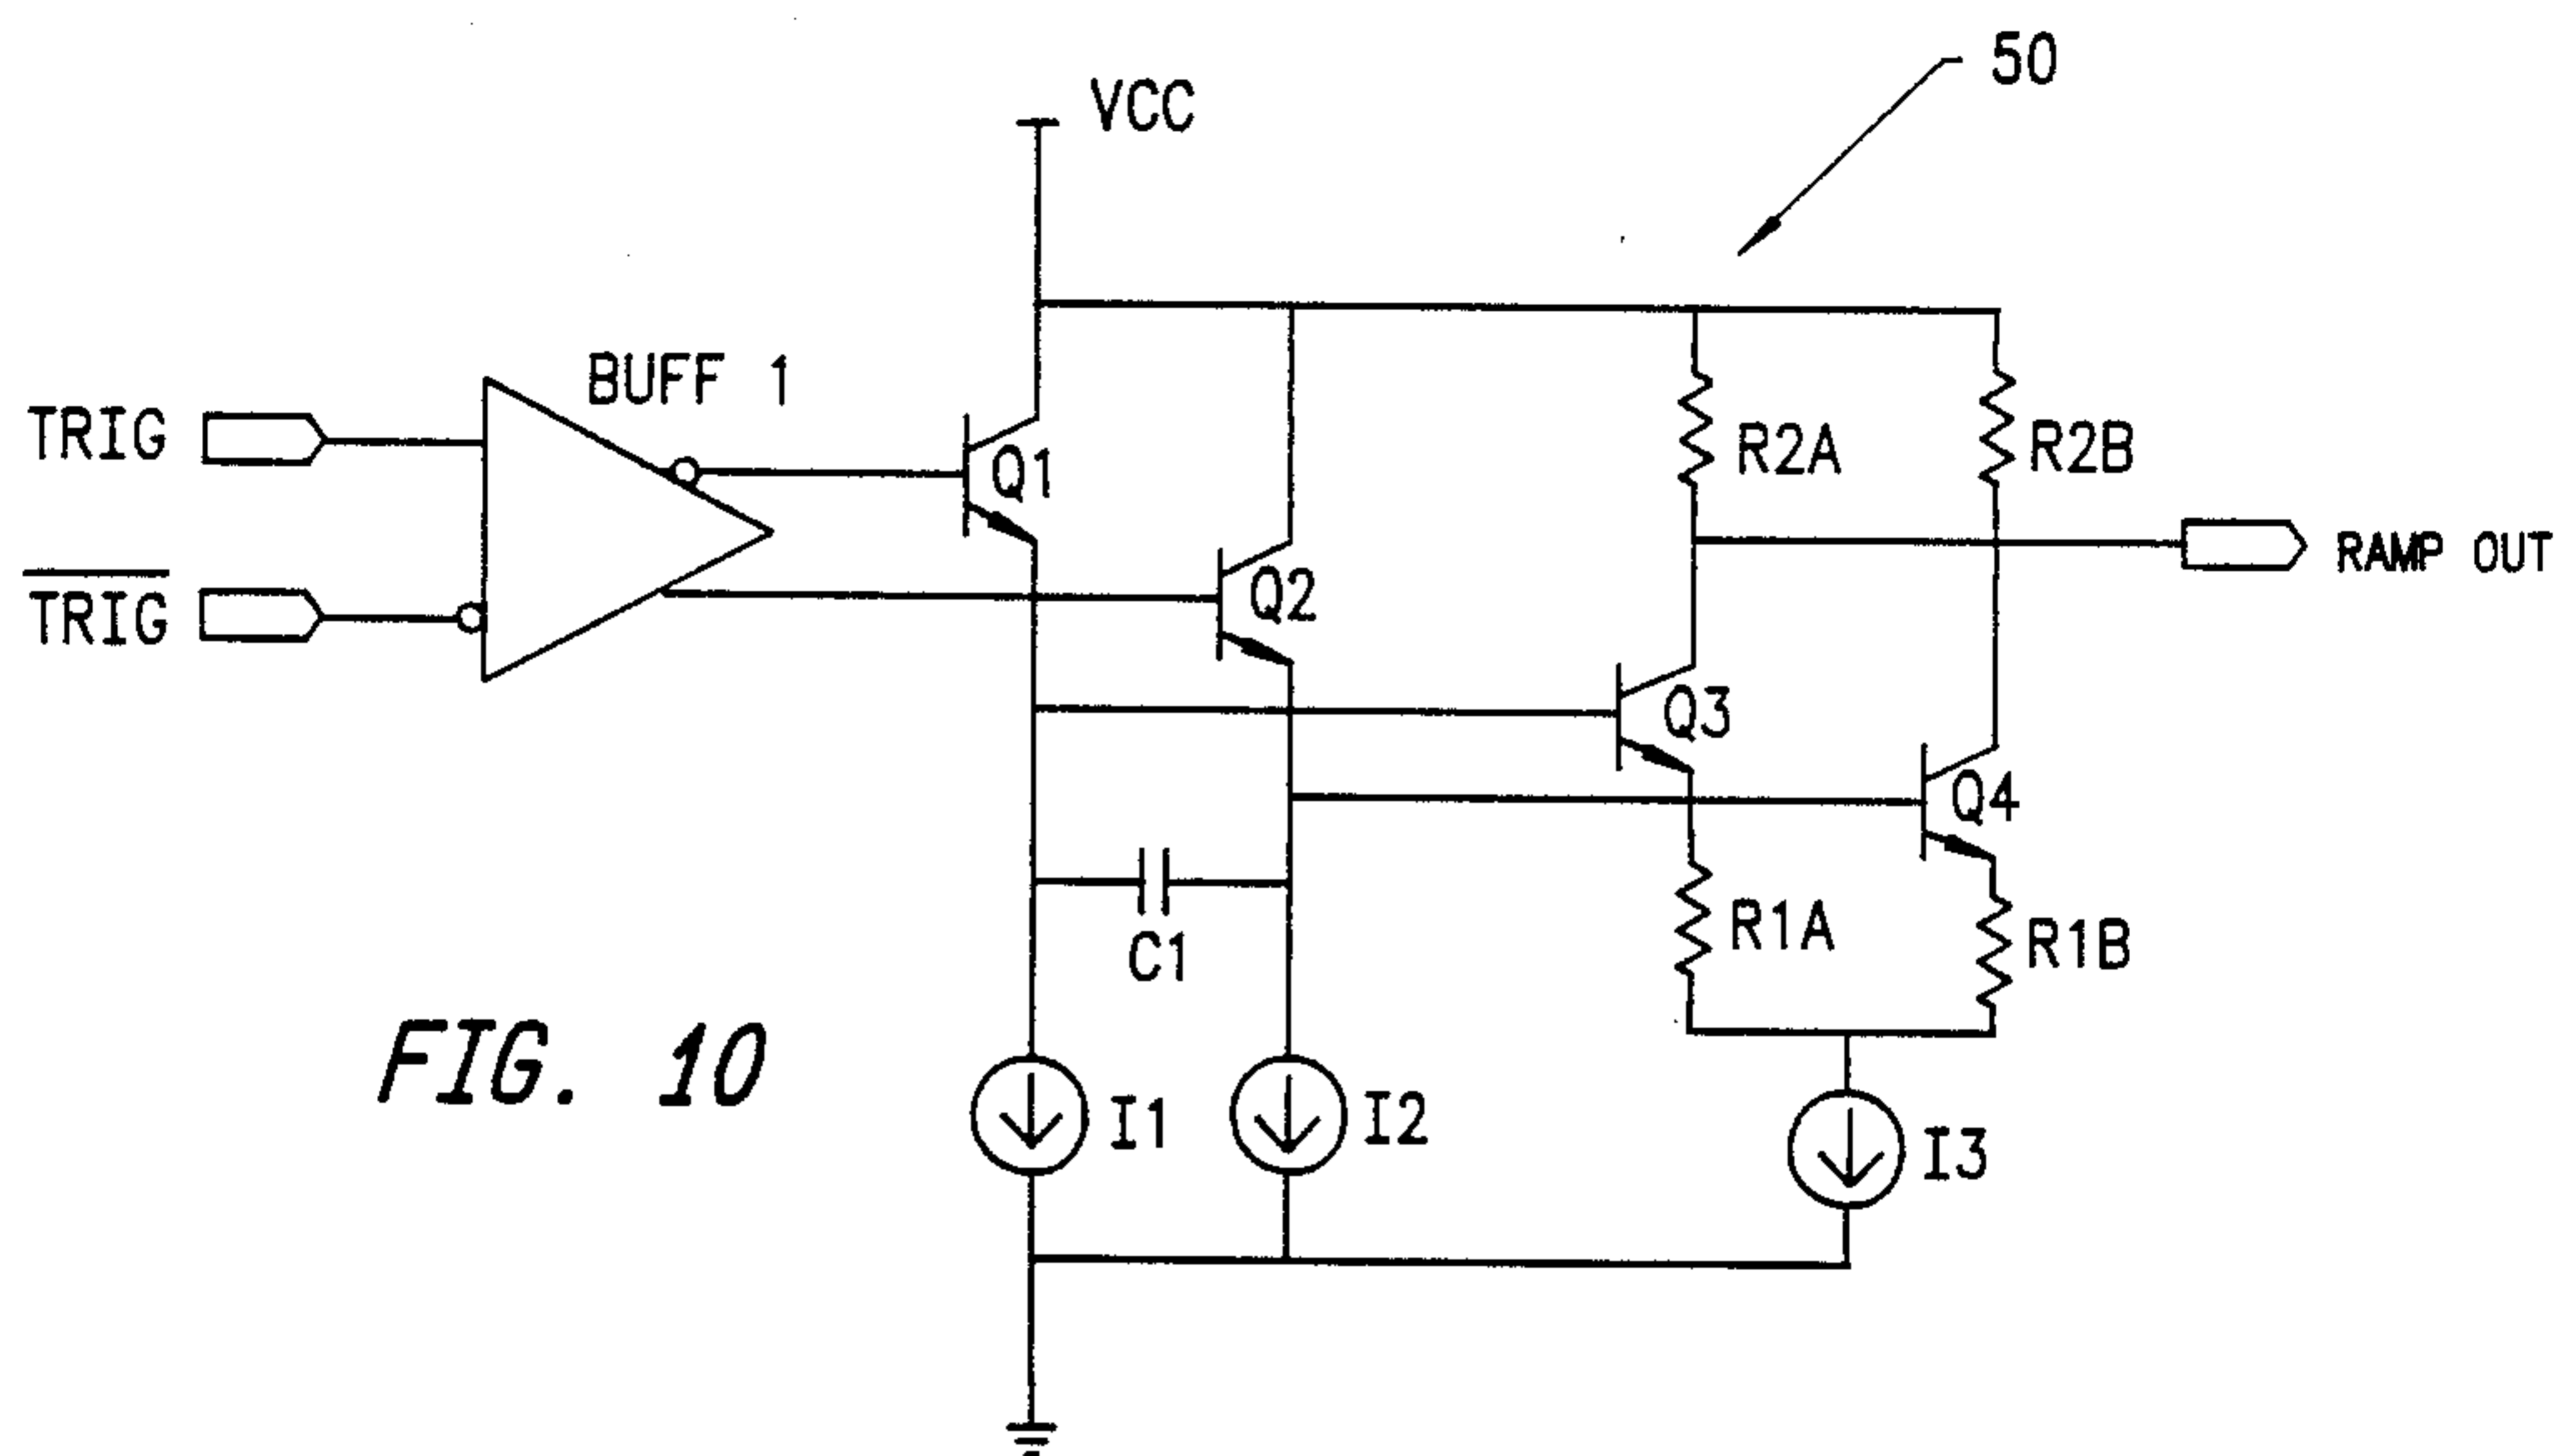 50
VCC
BUFF 1
TRIG
Q1
R2A
R2B
RAMP OUT
T̅R̅I̅G̅
Q2
Q3
Q4
C1
R1A
R1B
I1
I2
I3
FIG. 10